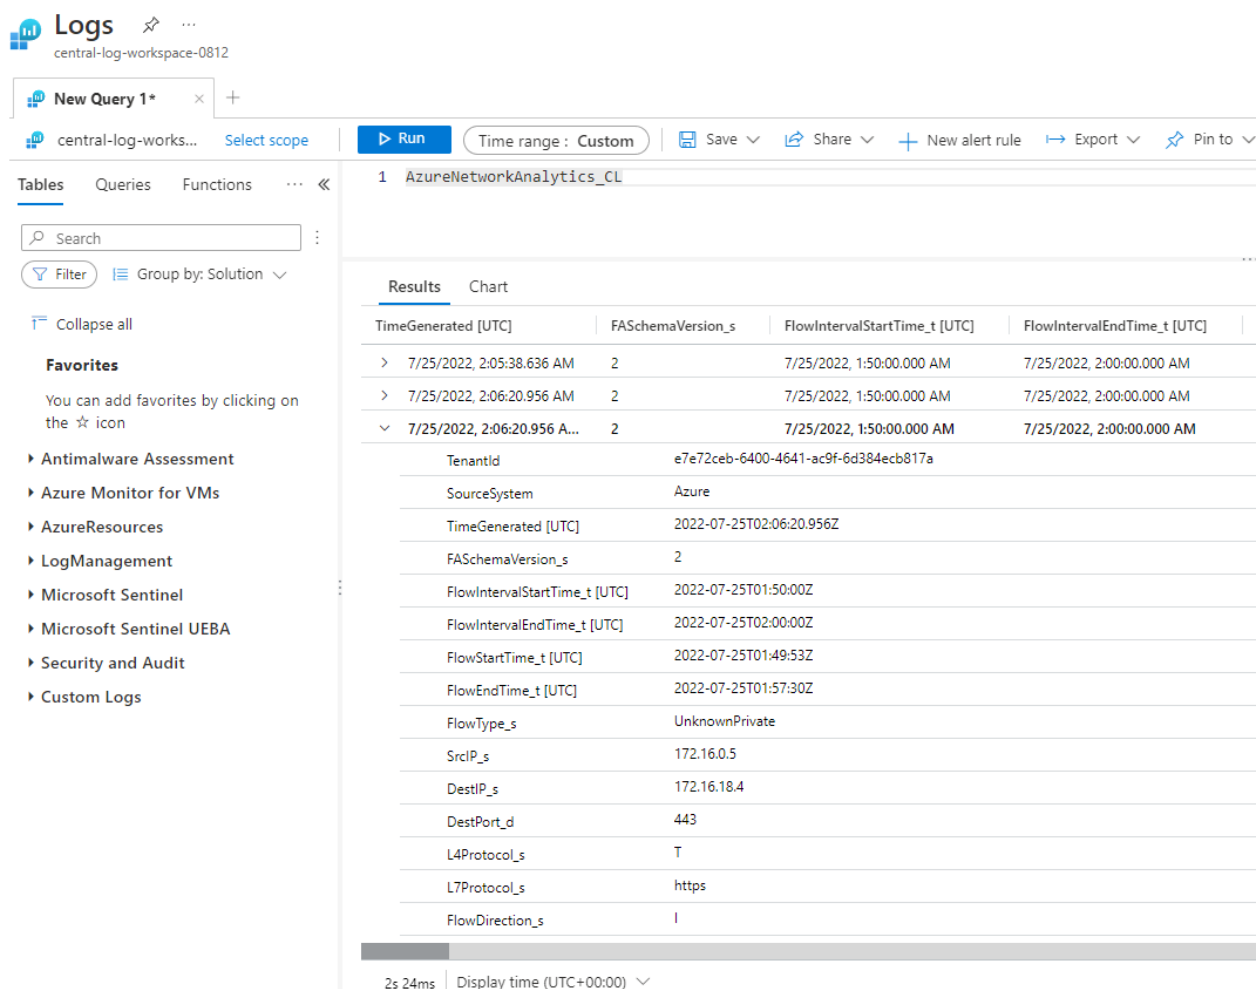 Logs
central-log-workspace-0812
New Query 1*
central-log-works... Select scope Run Time range : Custom Save Share New alert rule Export Pin to
Tables Queries Functions
1 AzureNetworkAnalytics_CL
Search
Filter Group by: Solution
Collapse all
Favorites
You can add favorites by clicking on
the ☆ icon
Antimalware Assessment
Azure Monitor for VMs
AzureResources
LogManagement
Microsoft Sentinel
Microsoft Sentinel UEBA
Security and Audit
Custom Logs
Results Chart
TimeGenerated [UTC] FASchemaVersion_s FlowIntervalStartTime_t [UTC] FlowIntervalEndTime_t [UTC]
7/25/2022, 2:05:38.636 AM 2 7/25/2022, 1:50:00.000 AM 7/25/2022, 2:00:00.000 AM
7/25/2022, 2:06:20.956 AM 2 7/25/2022, 1:50:00.000 AM 7/25/2022, 2:00:00.000 AM
7/25/2022, 2:06:20.956 A... 2 7/25/2022, 1:50:00.000 AM 7/25/2022, 2:00:00.000 AM
TenantId e7e72ceb-6400-4641-ac9f-6d384ecb817a
SourceSystem Azure
TimeGenerated [UTC] 2022-07-25T02:06:20.956Z
FASchemaVersion_s 2
FlowIntervalStartTime_t [UTC] 2022-07-25T01:50:00Z
FlowIntervalEndTime_t [UTC] 2022-07-25T02:00:00Z
FlowStartTime_t [UTC] 2022-07-25T01:49:53Z
FlowEndTime_t [UTC] 2022-07-25T01:57:30Z
FlowType_s UnknownPrivate
SrcIP_s 172.16.0.5
DestIP_s 172.16.18.4
DestPort_d 443
L4Protocol_s T
L7Protocol_s https
FlowDirection_s I
2s 24ms Display time (UTC+00:00)